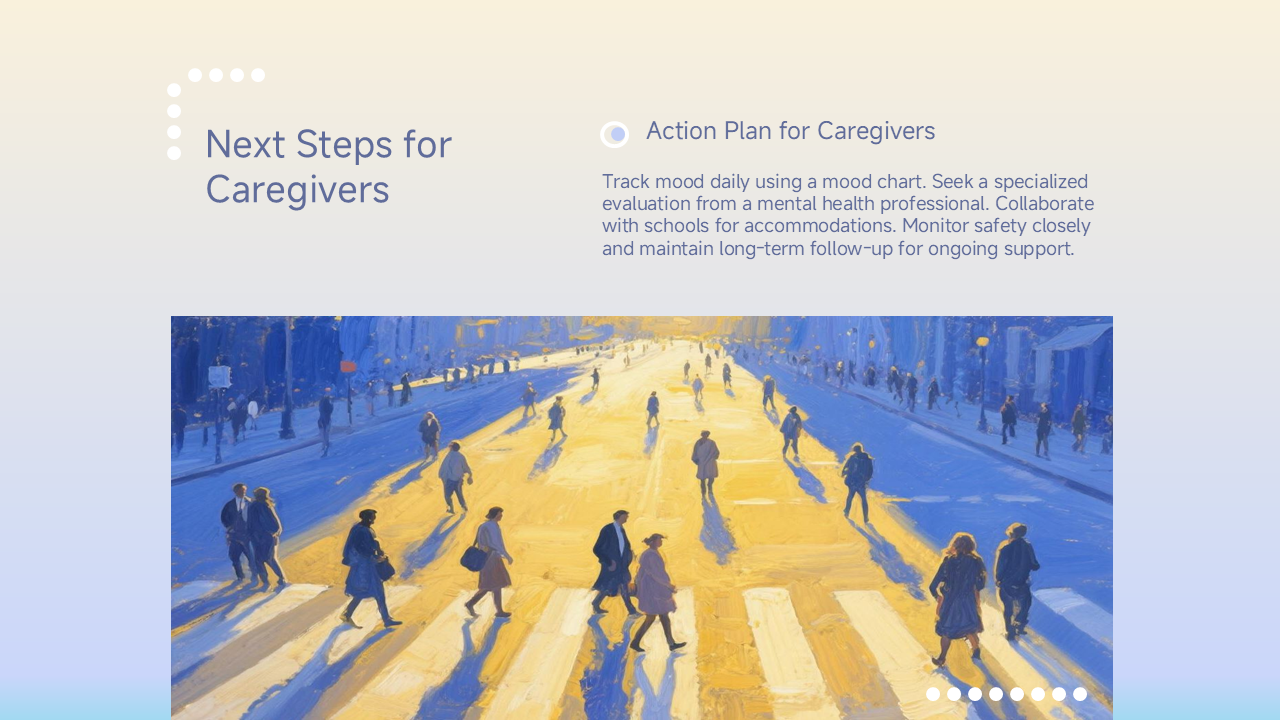 Next Steps for
Caregivers
Action Plan for Caregivers
Track mood daily using a mood chart. Seek a specialized
evaluation from a mental health professional. Collaborate
with schools for accommodations. Monitor safety closely
and maintain long-term follow-up for ongoing support.